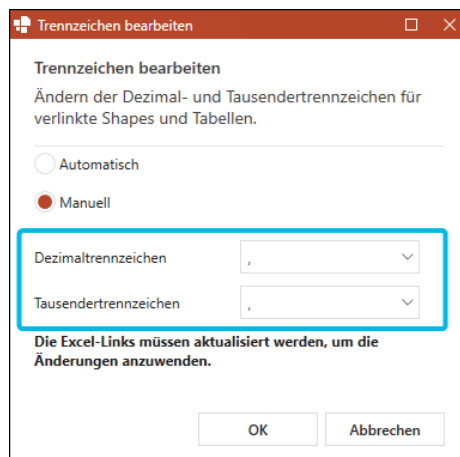 Trennzeichen bearbeiten
Trennzeichen bearbeiten
Ändern der Dezimal- und Tausendertrennzeichen für
verlinkte Shapes und Tabellen.
Automatisch
Manuell
Dezimaltrennzeichen ,
Tausendertrennzeichen ,
Die Excel-Links müssen aktualisiert werden, um die
Änderungen anzuwenden.
OK Abbrechen